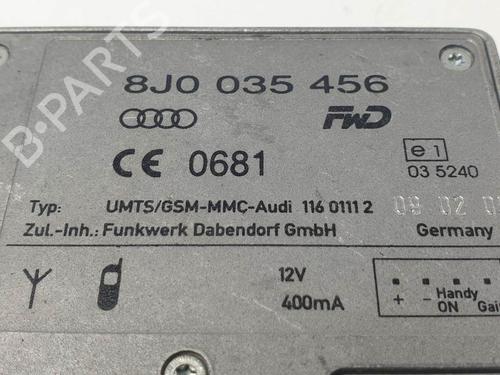 8J0 035 456
FWD
CE 0681
e1
03 5240
Typ: UMTS/GSM-MMC-Audi 116 0111 2
Zul.-Inh.: Funkwerk Dabendorf GmbH Germany
12V
400mA
+ - Handy
ON